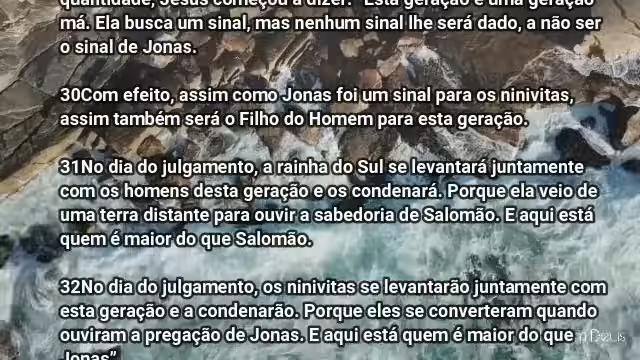 quantidade, Jesus começou a dizer: "Esta geração é uma geração
má. Ela busca um sinal, mas nenhum sinal lhe será dado, a não ser
o sinal de Jonas.
30Com efeito, assim como Jonas foi um sinal para os ninivitas,
assim também será o Filho do Homem para esta geração.
31No dia do julgamento, a rainha do Sul se levantará juntamente
com os homens desta geração e os condenará. Porque ela veio de
uma terra distante para ouvir a sabedoria de Salomão. E aqui está
quem é maior do que Salomão.
32No dia do julgamento, os ninivitas se levantarão juntamente com
esta geração e a condenarão. Porque eles se converteram quando
ouviram a pregação de Jonas. E aqui está quem é maior do que
Jonas”.